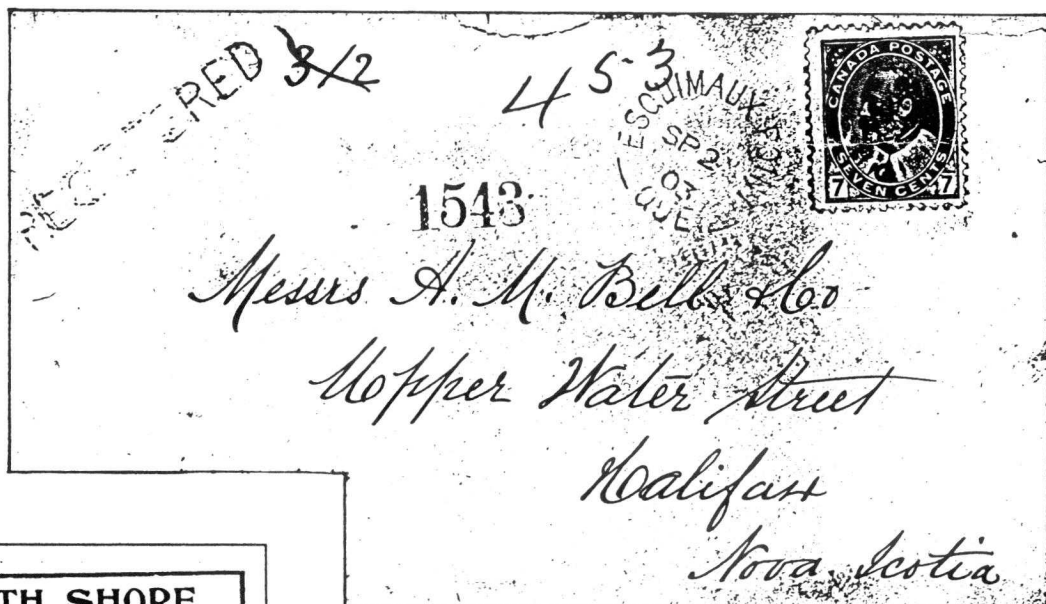 REGISTERED 3/2
4 5 3
CANADA POSTAGE
SEVEN CENTS
7 7
ESQUIMAUX
SP 2
03
QUE
1543
Messrs A. M. Bell & Co
Upper Water Street
Halifax
Nova Scotia
TH SHORE